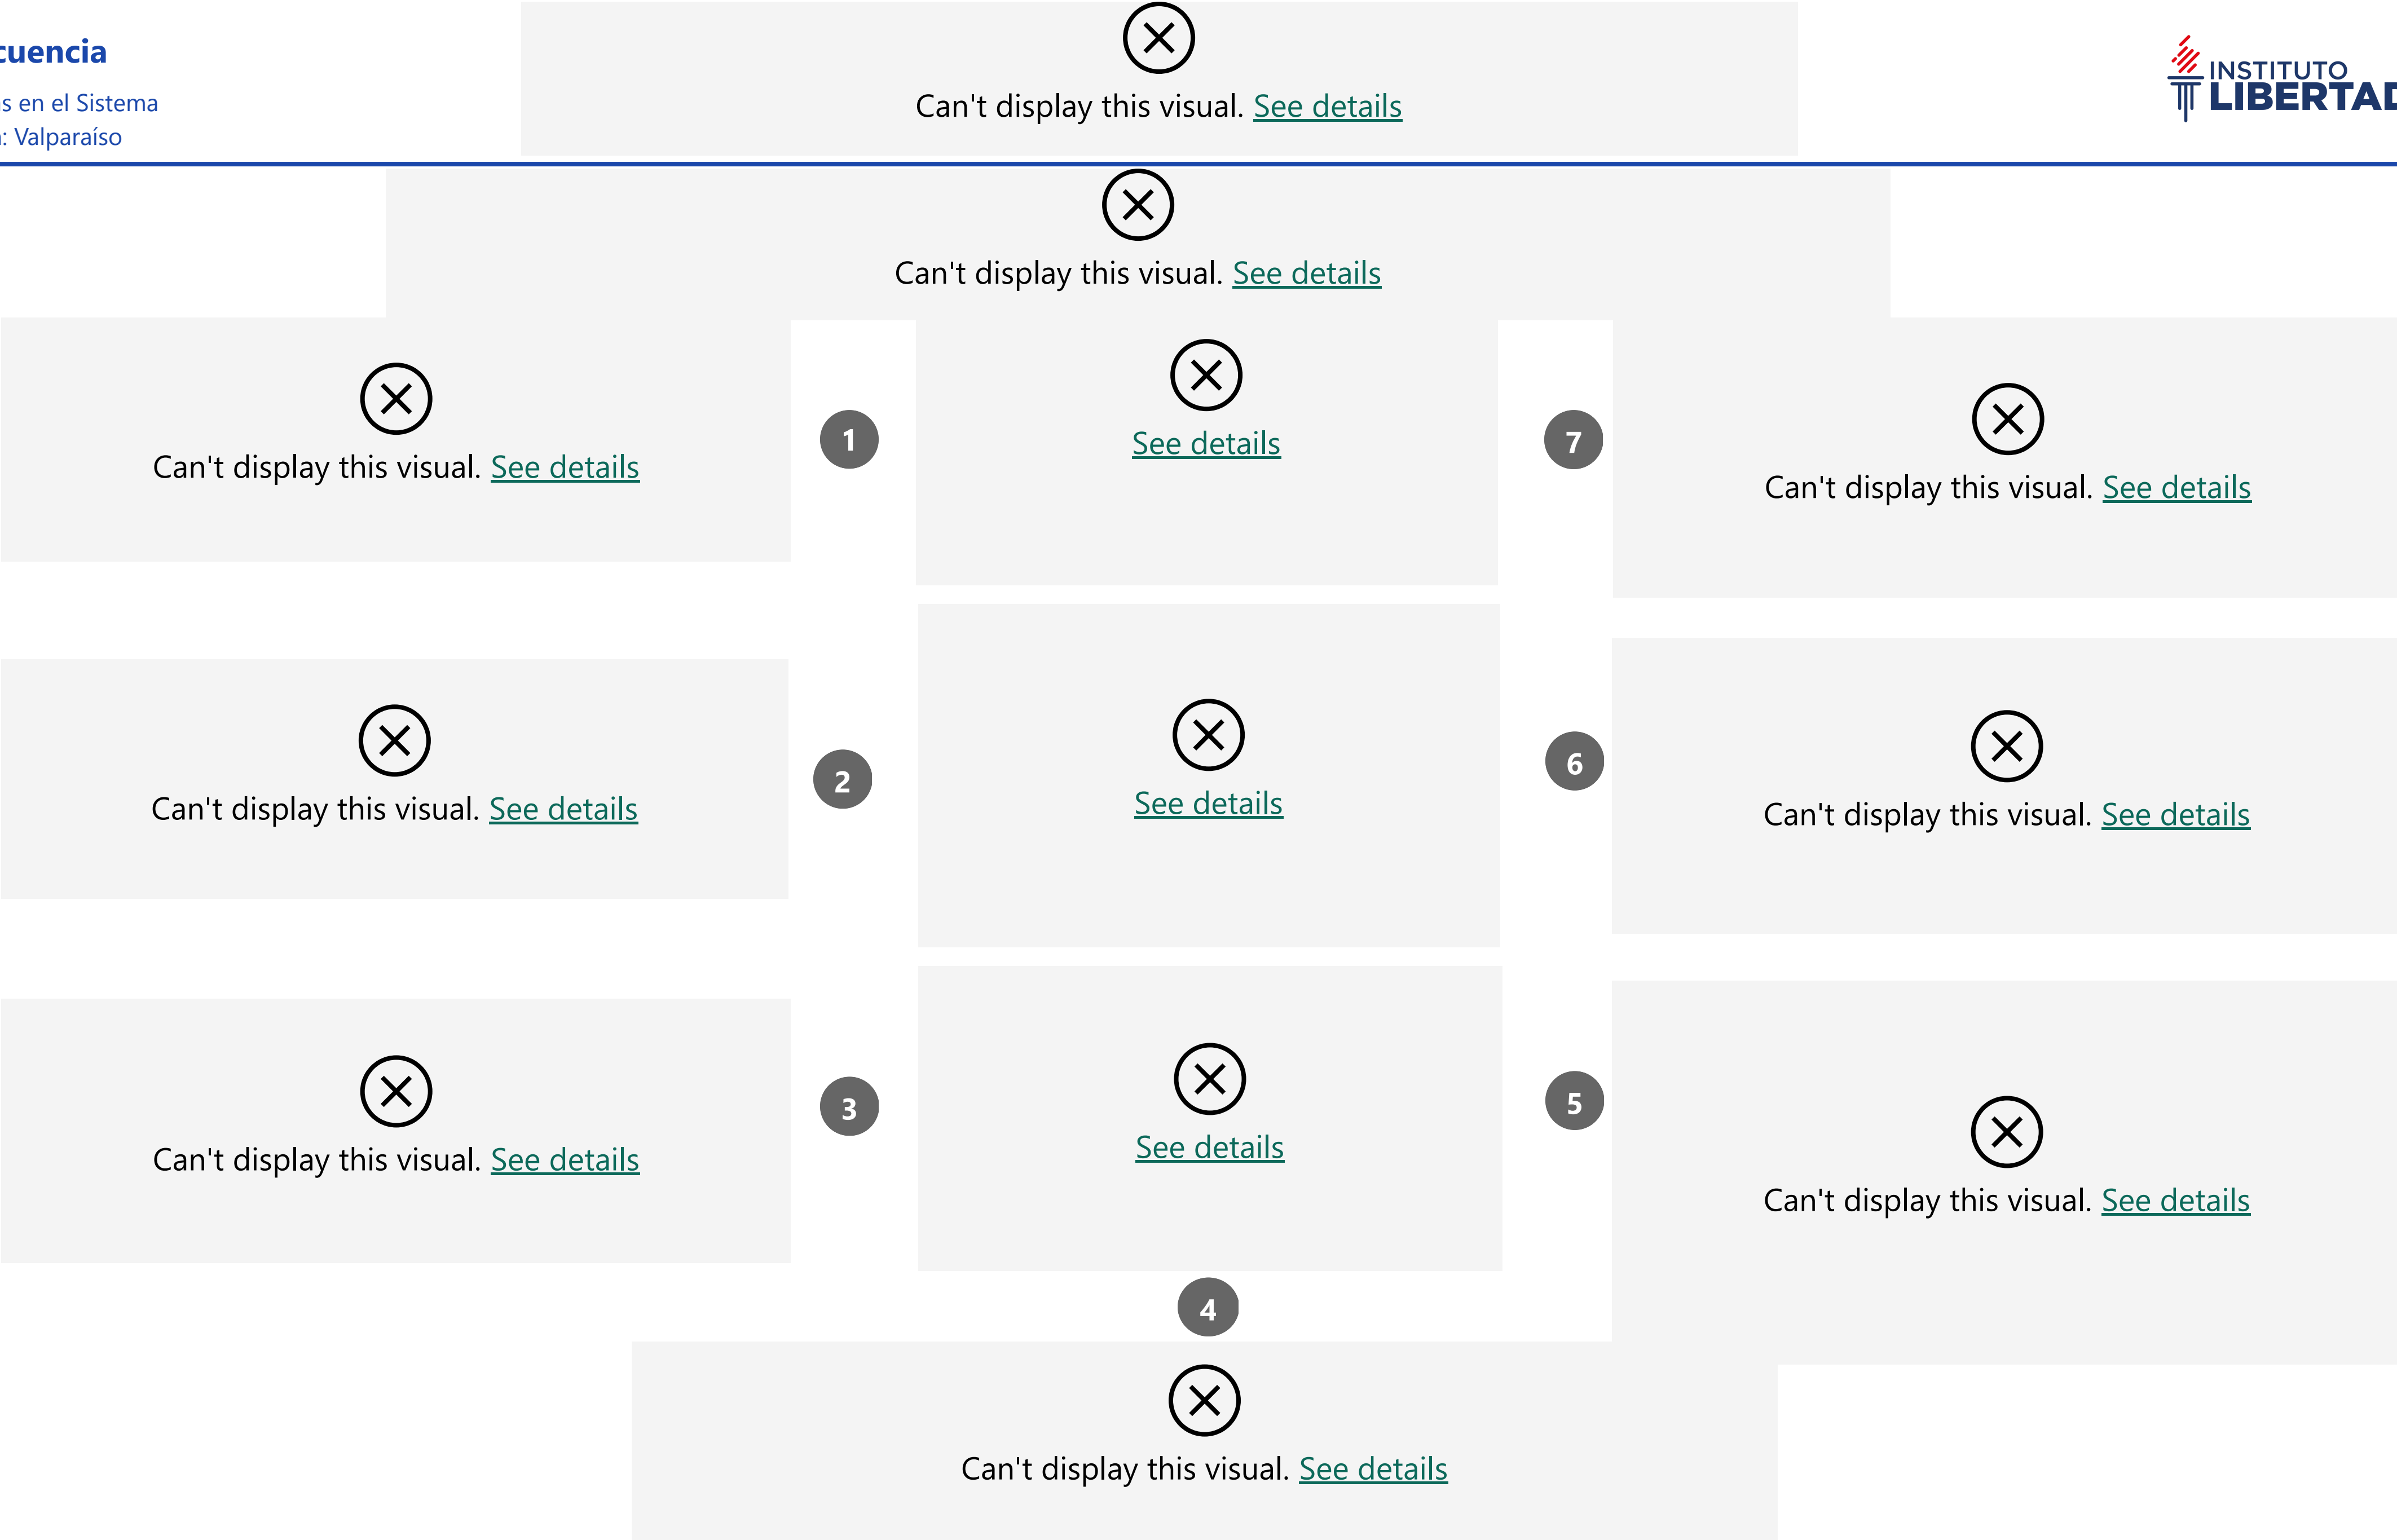 cuencia
s en el Sistema
: Valparaíso
Can't display this visual. See details
INSTITUTO
LIBERTAD
Can't display this visual. See details
Can't display this visual. See details
1
See details
7
Can't display this visual. See details
Can't display this visual. See details
2
See details
6
Can't display this visual. See details
Can't display this visual. See details
3
See details
5
Can't display this visual. See details
4
Can't display this visual. See details